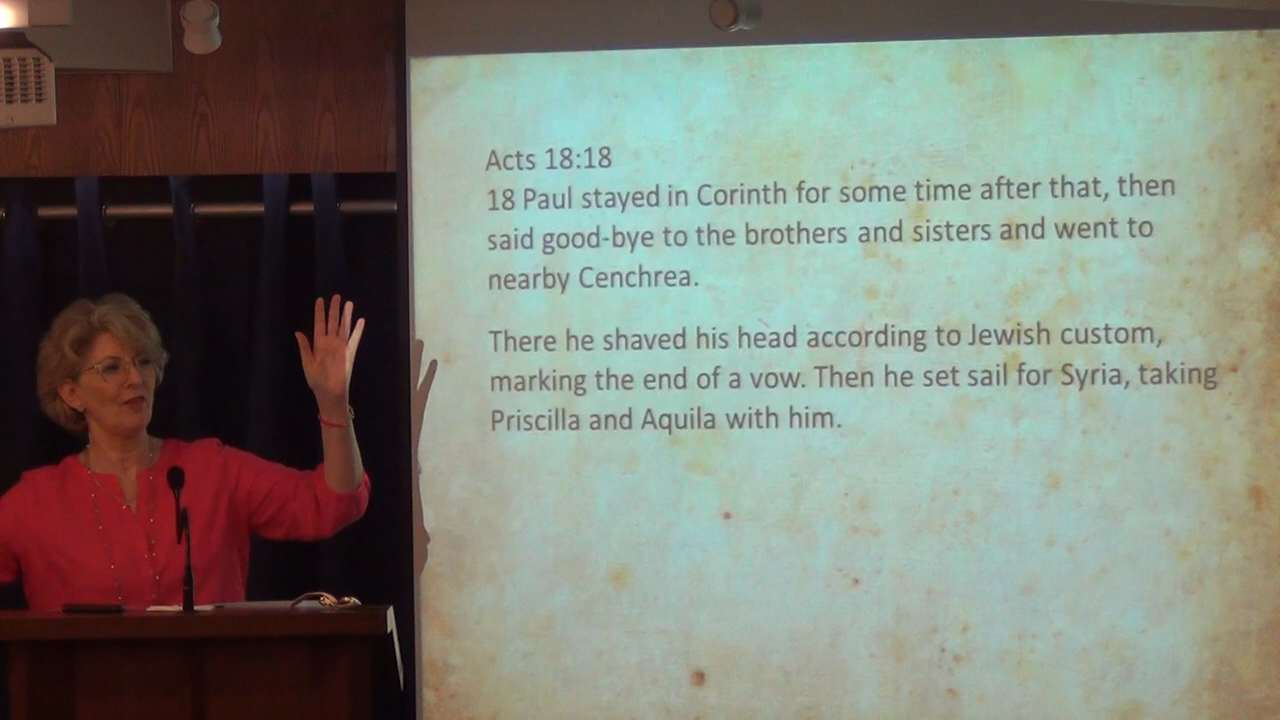 Acts 18:18
18 Paul stayed in Corinth for some time after that, then
said good-bye to the brothers and sisters and went to
nearby Cenchrea.
There he shaved his head according to Jewish custom,
marking the end of a vow. Then he set sail for Syria, taking
Priscilla and Aquila with him.